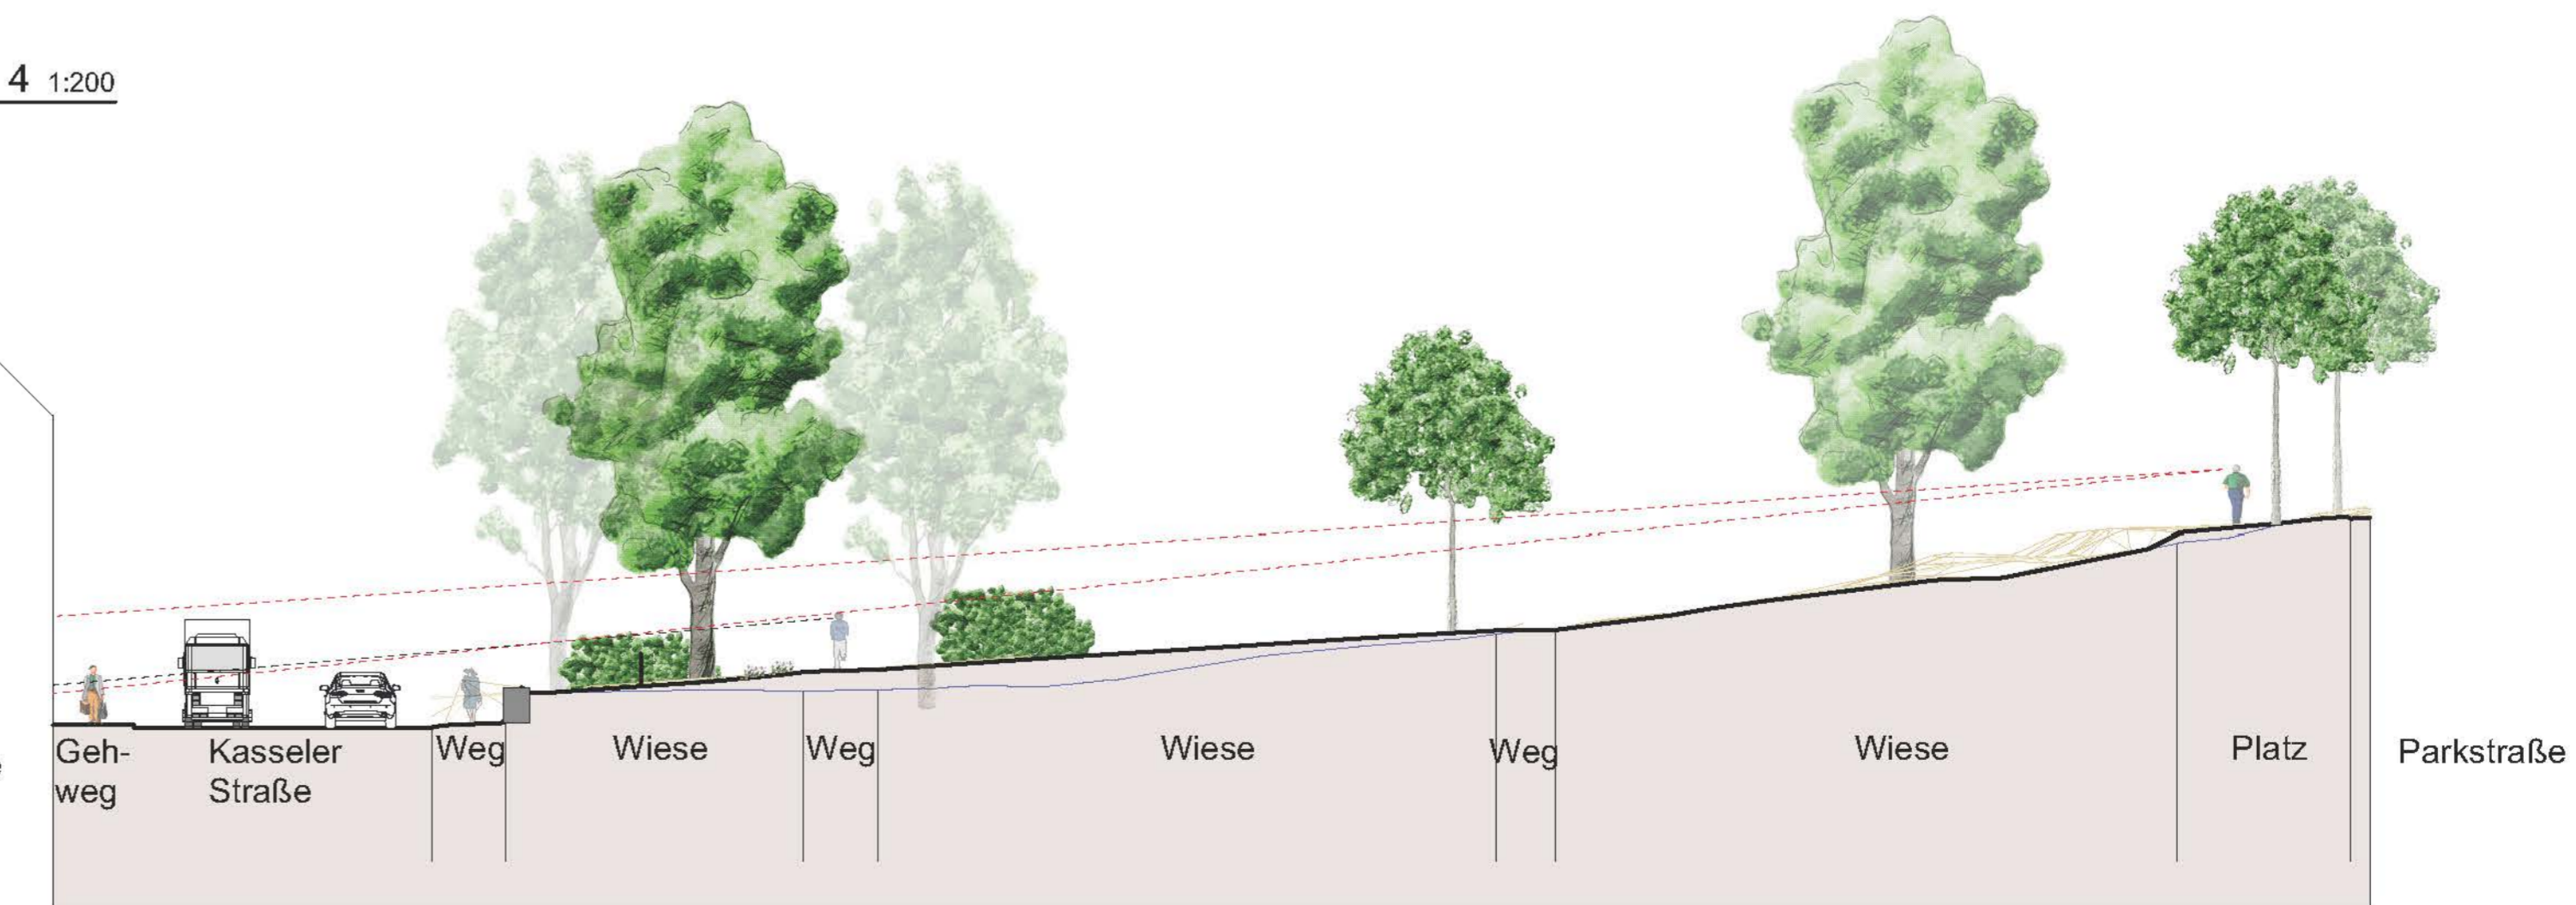 4 1:200
Geh-
weg
Kasseler
Straße
Weg
Wiese
Weg
Wiese
Weg
Wiese
Platz
Parkstraße